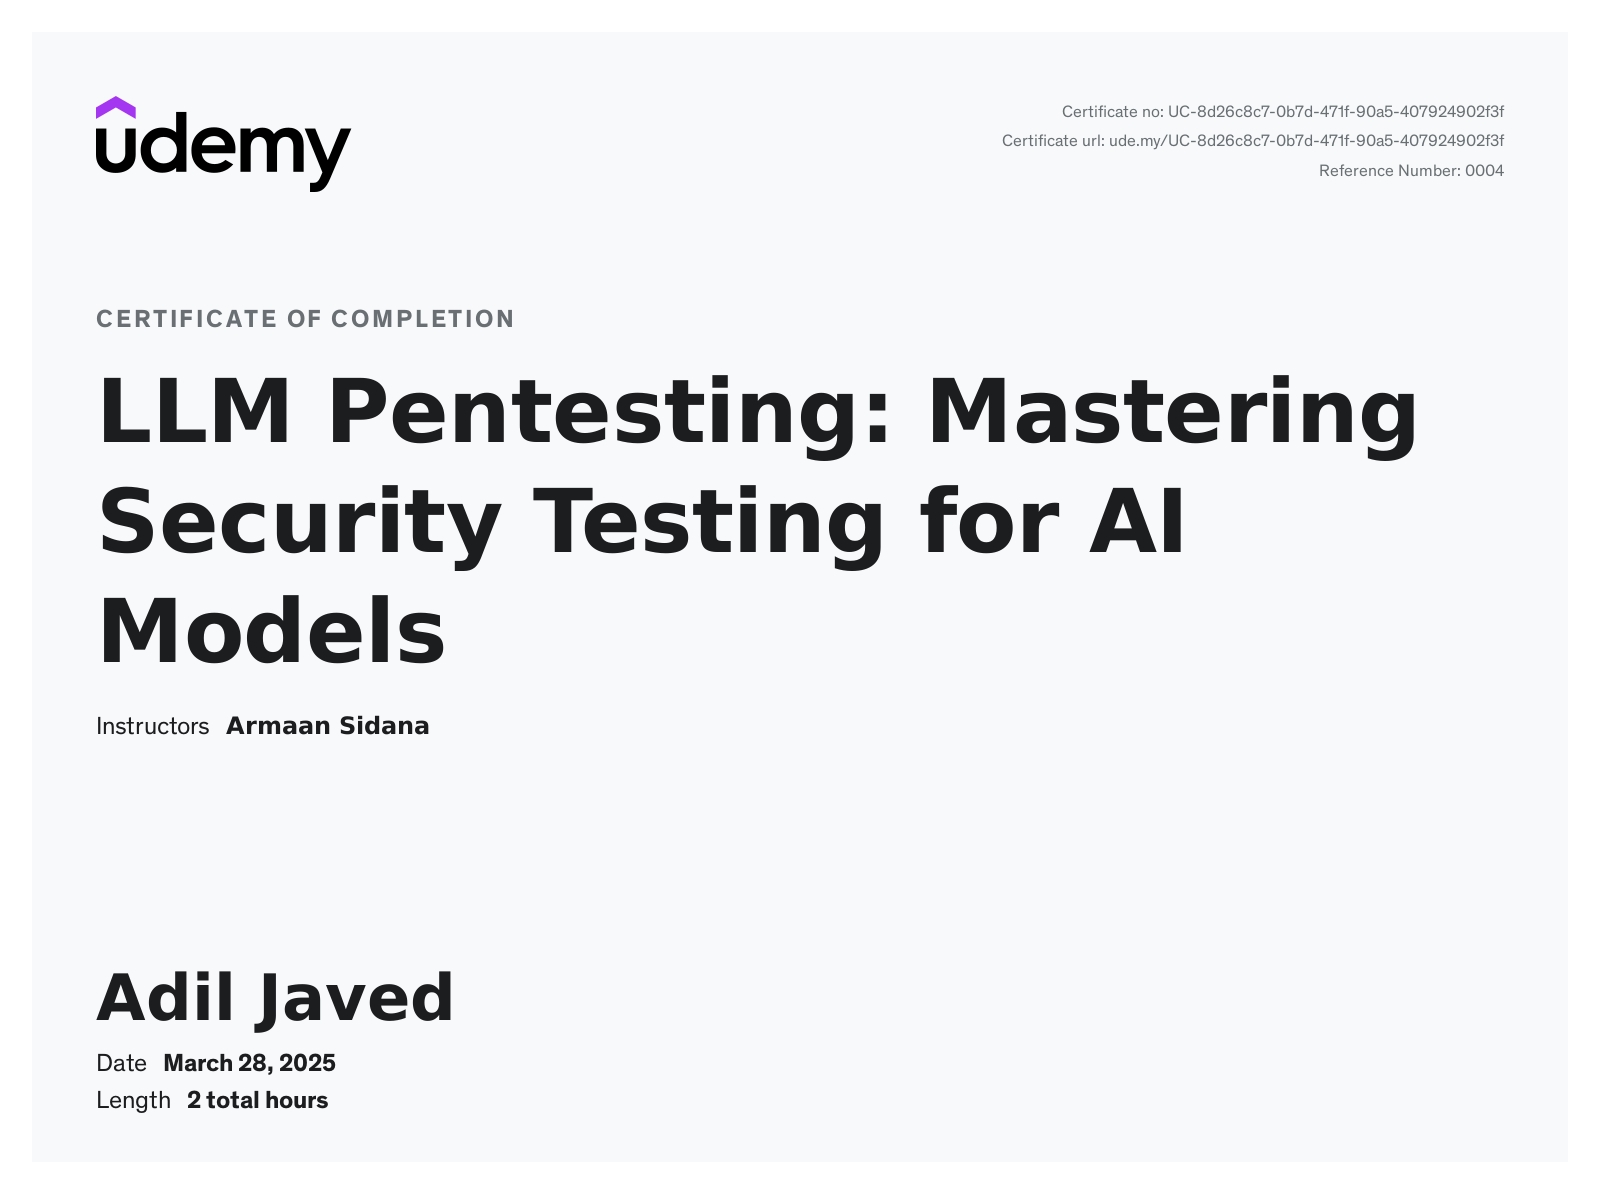 udemy
Certificate no: UC-8d26c8c7-0b7d-471f-90a5-407924902f3f
Certificate url: ude.my/UC-8d26c8c7-0b7d-471f-90a5-407924902f3f
Reference Number: 0004
CERTIFICATE OF COMPLETION
LLM Pentesting: Mastering
Security Testing for AI
Models
Instructors Armaan Sidana
Adil Javed
Date March 28, 2025
Length 2 total hours